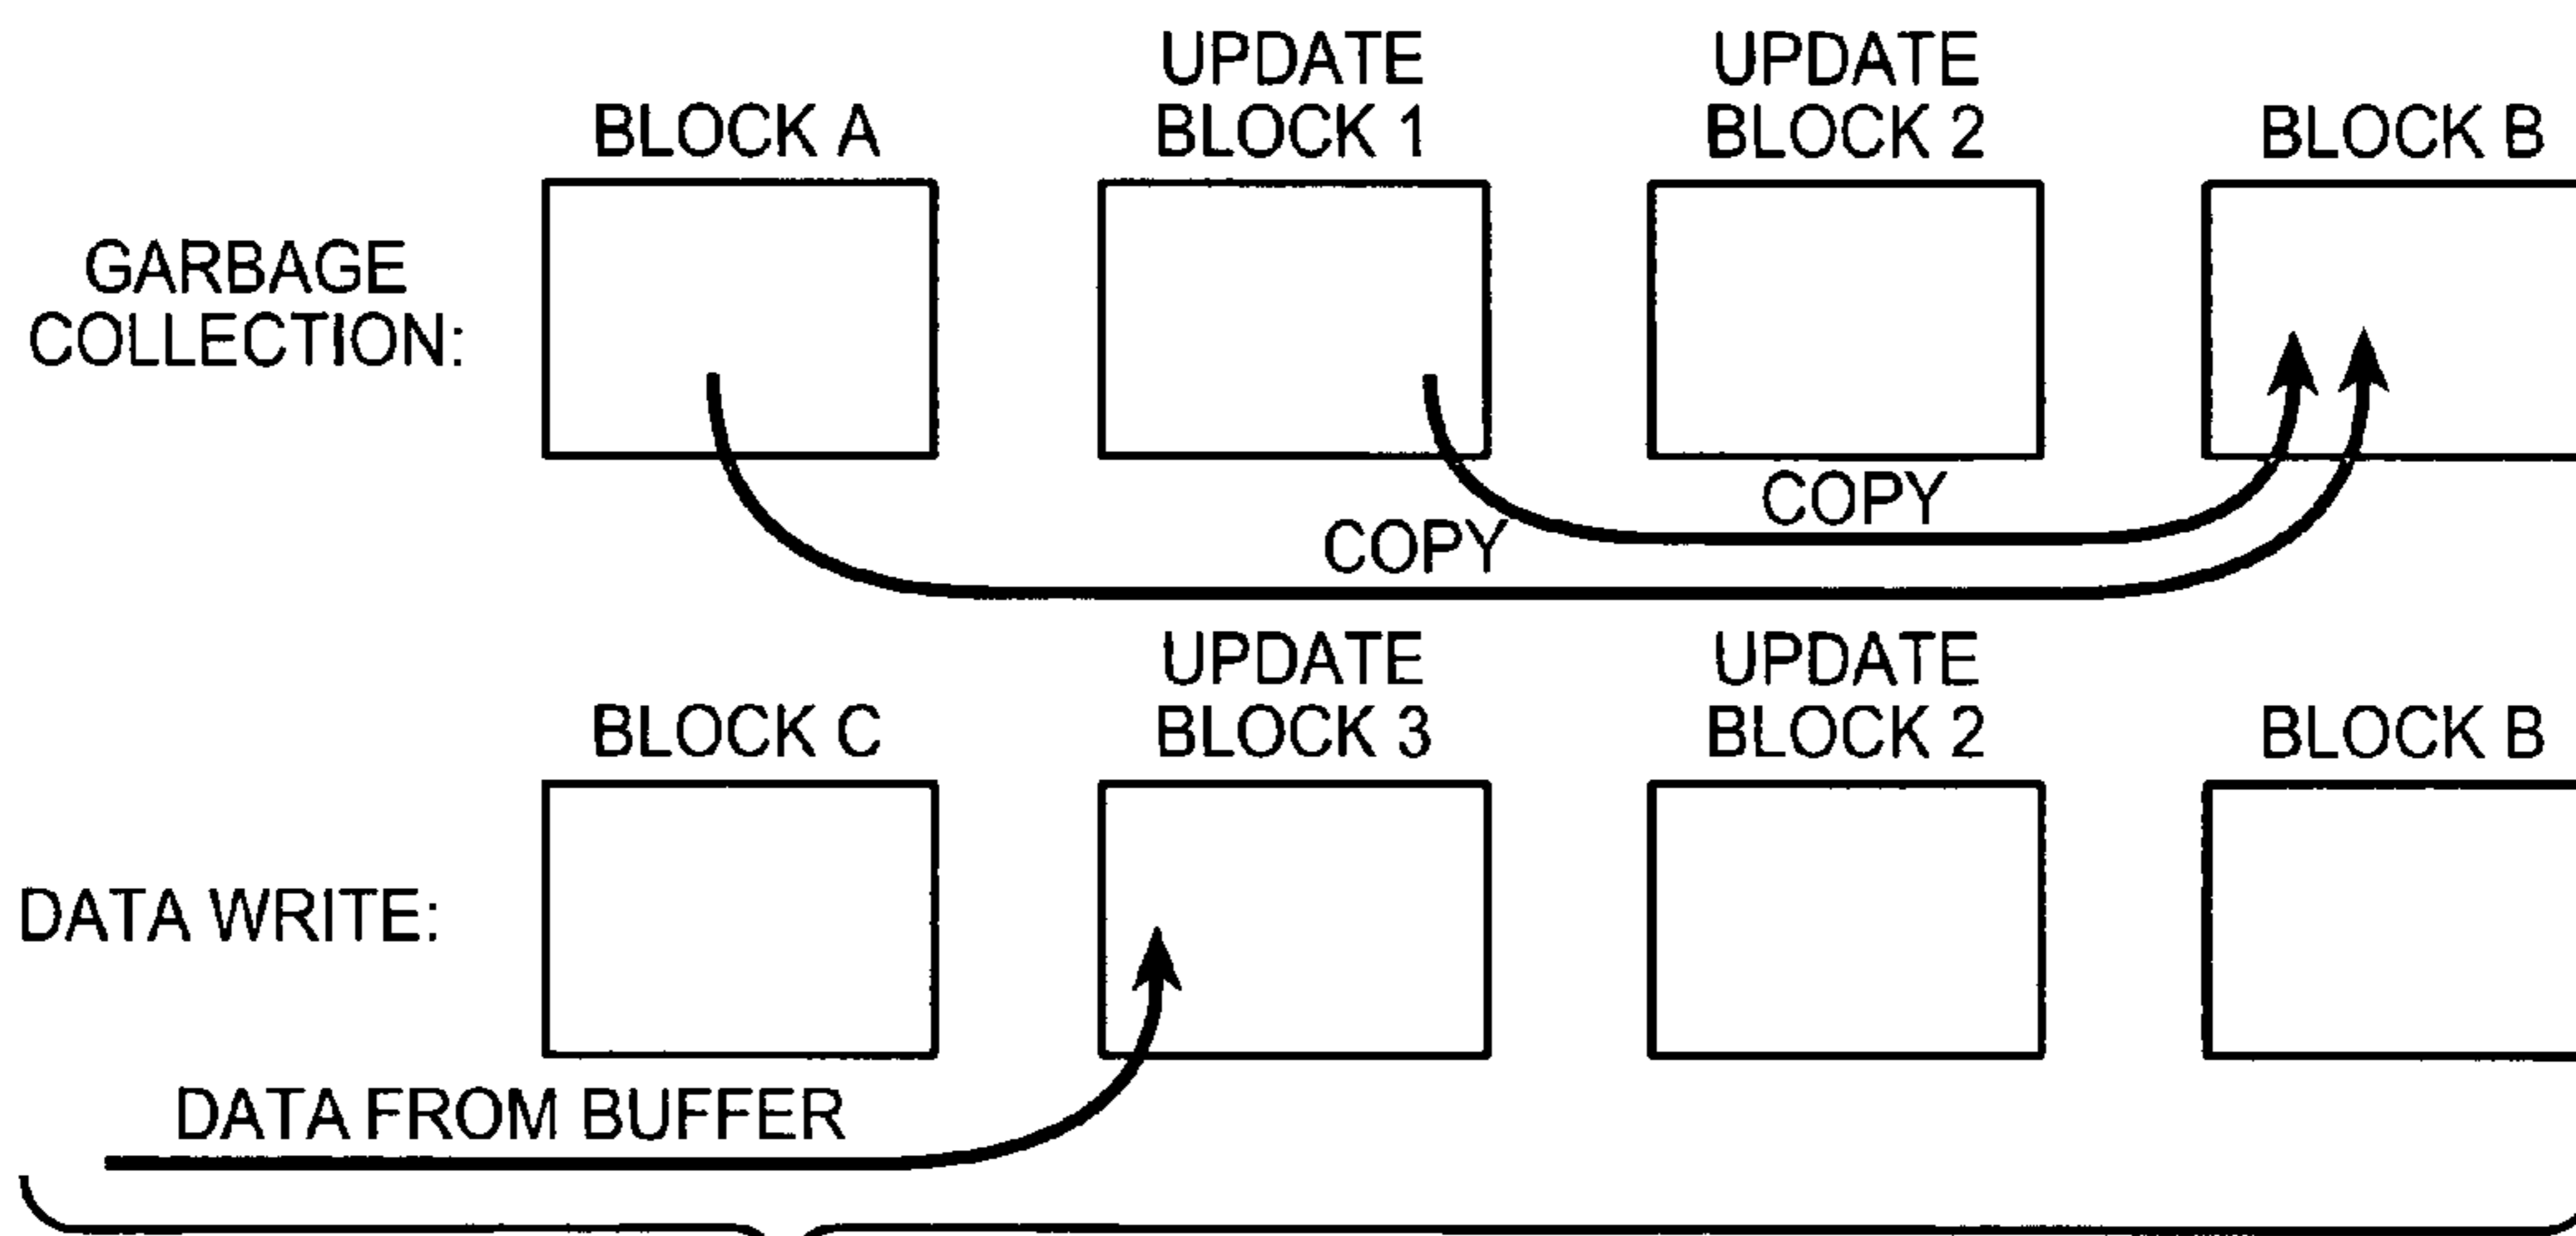 UPDATE
BLOCK 1
UPDATE
BLOCK 2
BLOCK A
BLOCK B
GARBAGE
COLLECTION:
COPY
COPY
UPDATE
BLOCK 3
UPDATE
BLOCK 2
BLOCK C
BLOCK B
DATA WRITE:
DATA FROM BUFFER